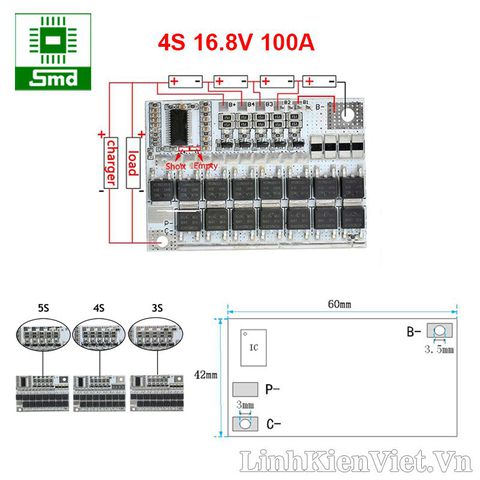 Smd
4S 16.8V 100A
B+ B4 B3 B2 B1 B-
charger
load
Short Empty
P-
C-
5S 4S 3S
60mm
42mm
IC
B-
3.5mm
P-
3mm
C-
LinhKienViet.Vn